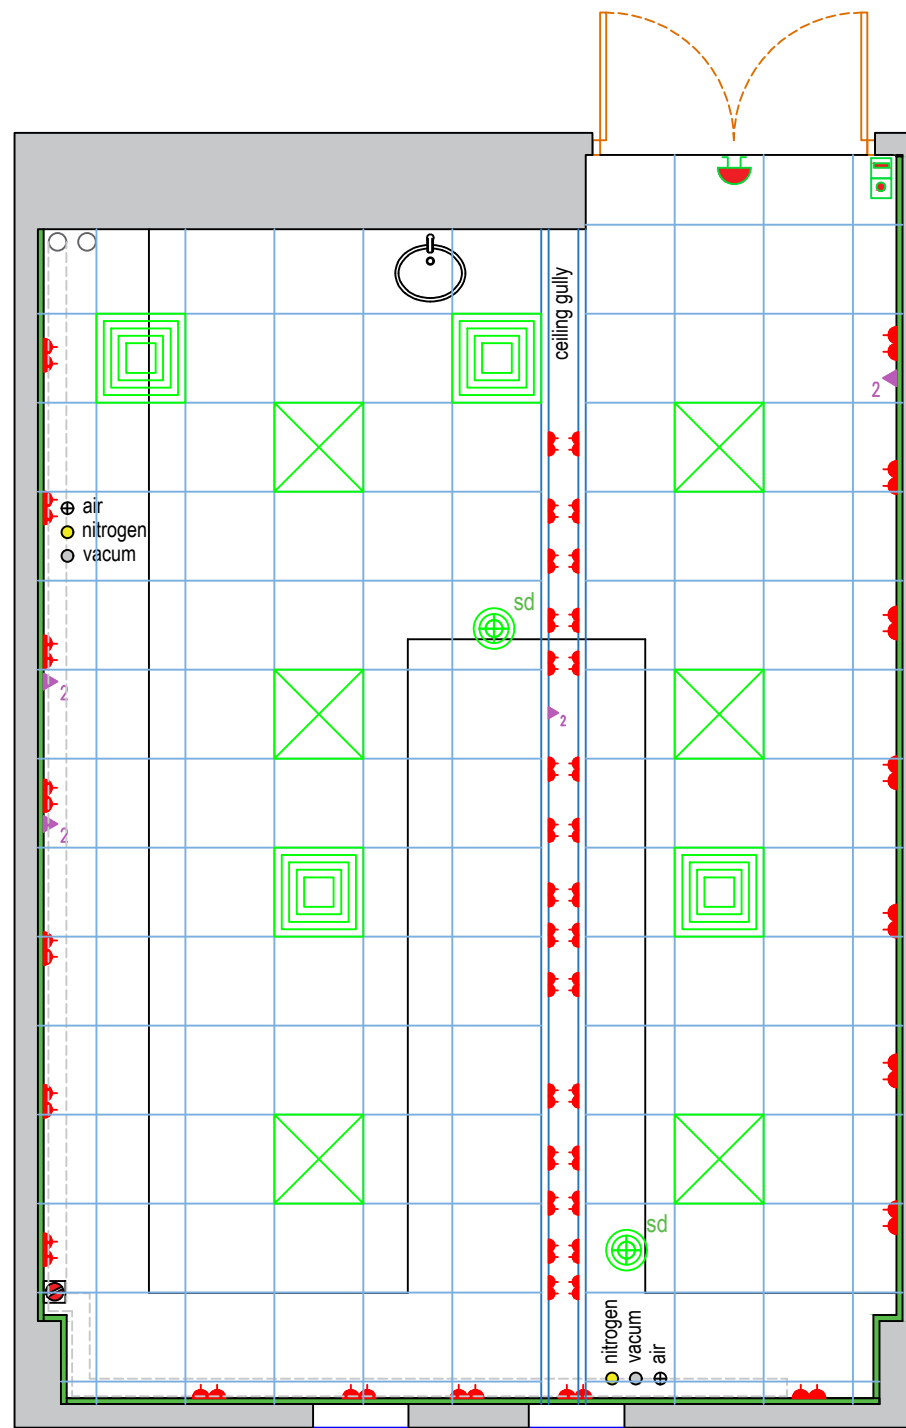 ceiling gully
2
air
nitrogen
vacum
sd
2
2
2
sd
nitrogen
vacum
air